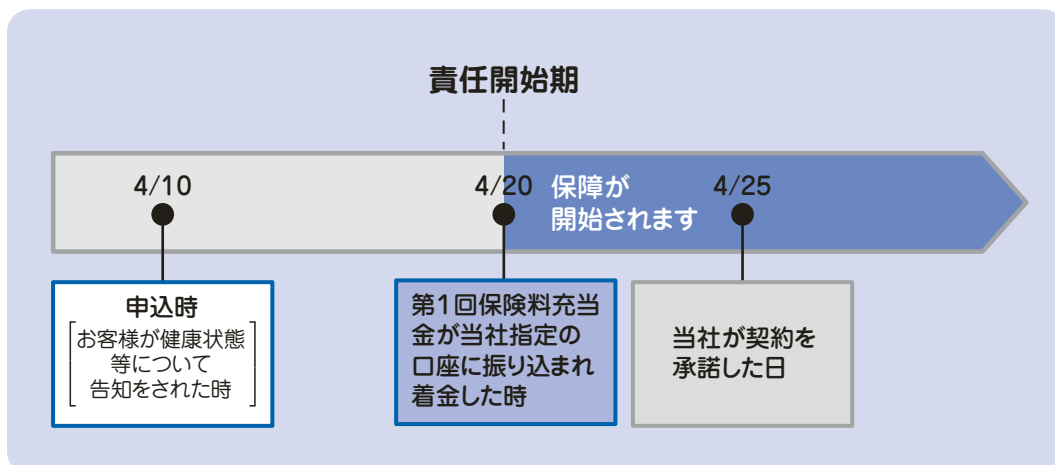 責任開始期
4/10
4/20
保障が
開始されます
4/25
申込時
お客様が健康状態
等について
告知をされた時
第1回保険料充当
金が当社指定の
口座に振り込まれ
着金した時
当社が契約を
承諾した日